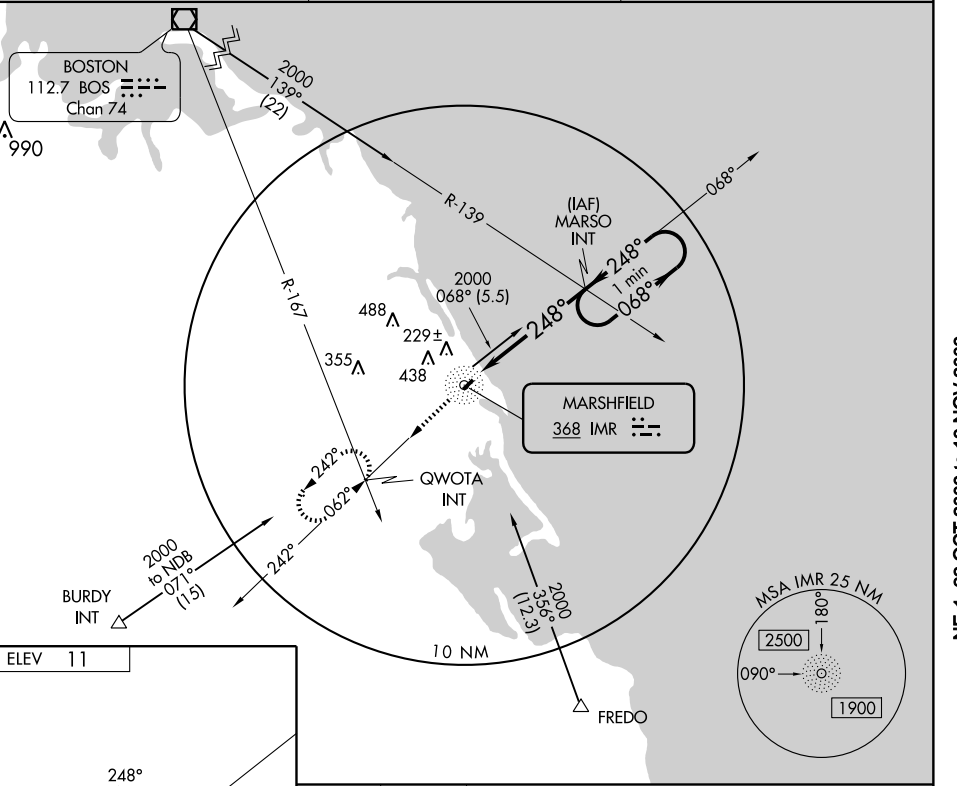 BOSTON
112.7 BOS
Chan 74
990
2000
139°
(22)
R-139
R-167
(IAF)
MARSO
INT
068°
248°
1 min
068°
248°
2000
068° (5.5)
488
229±
355
438
MARSHFIELD
368 IMR
QWOTA
INT
242°
062°
242°
2000
to NDB
071°
(15)
BURDY
INT
2000
356°
(12.3)
FREDO
10 NM
MSA IMR 25 NM
180°
2500
090°
1900
ELEV 11
248°